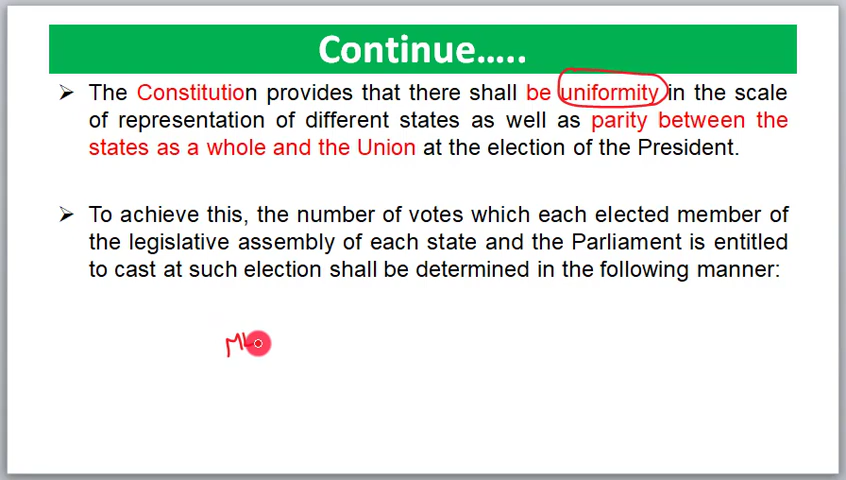 Continue…..
➢ The Constitution provides that there shall be uniformity in the scale
of representation of different states as well as parity between the
states as a whole and the Union at the election of the President.
➢ To achieve this, the number of votes which each elected member of
the legislative assembly of each state and the Parliament is entitled
to cast at such election shall be determined in the following manner:
ML